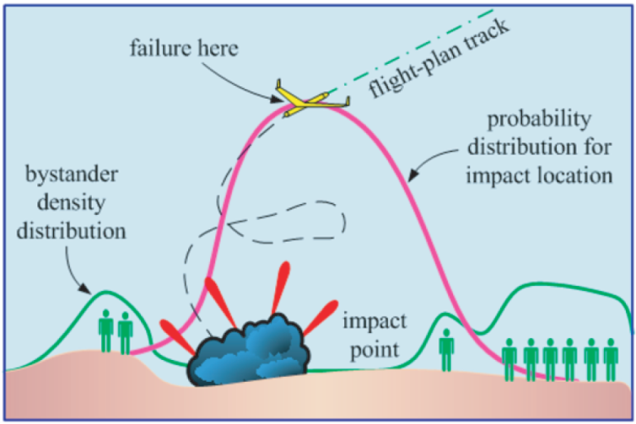 failure here
flight-plan track
probability
distribution for
impact location
bystander
density
distribution
impact
point